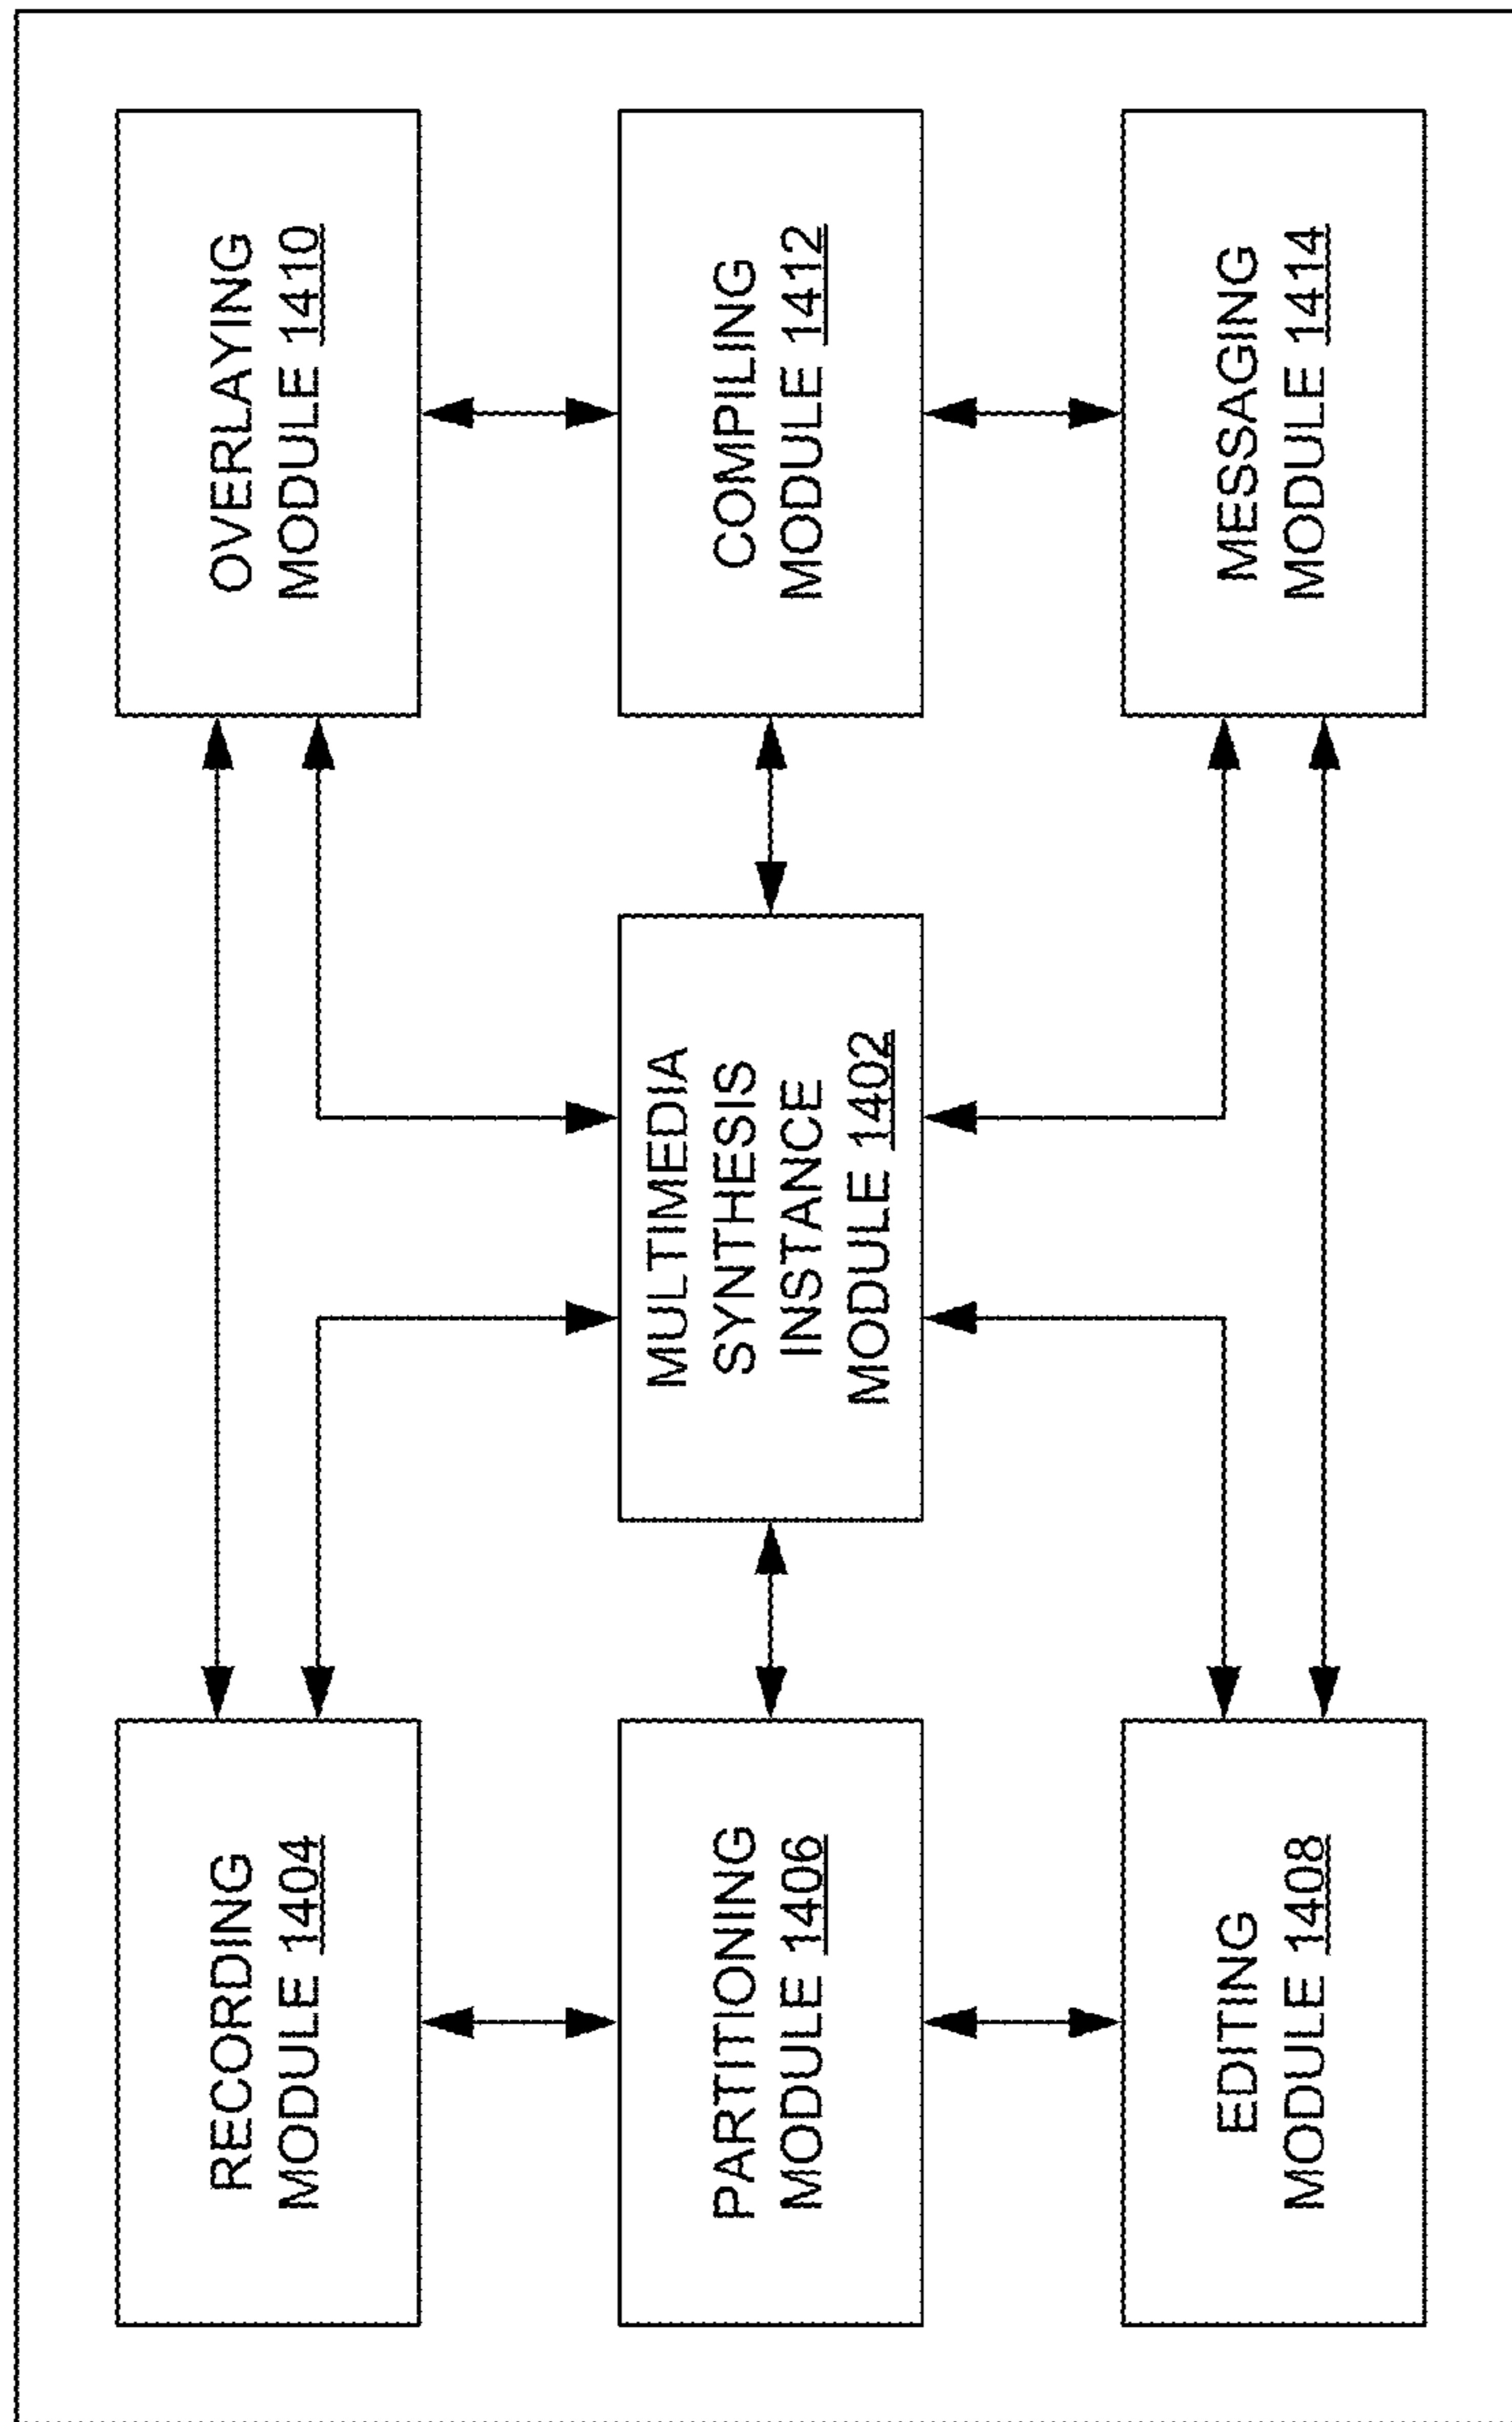 RECORDING
MODULE 1404
OVERLAYING
MODULE 1410
PARTITIONING
MODULE 1406
MULTIMEDIA
SYNTHESIS
INSTANCE
MODULE 1402
COMPILING
MODULE 1412
EDITING
MODULE 1408
MESSAGING
MODULE 1414